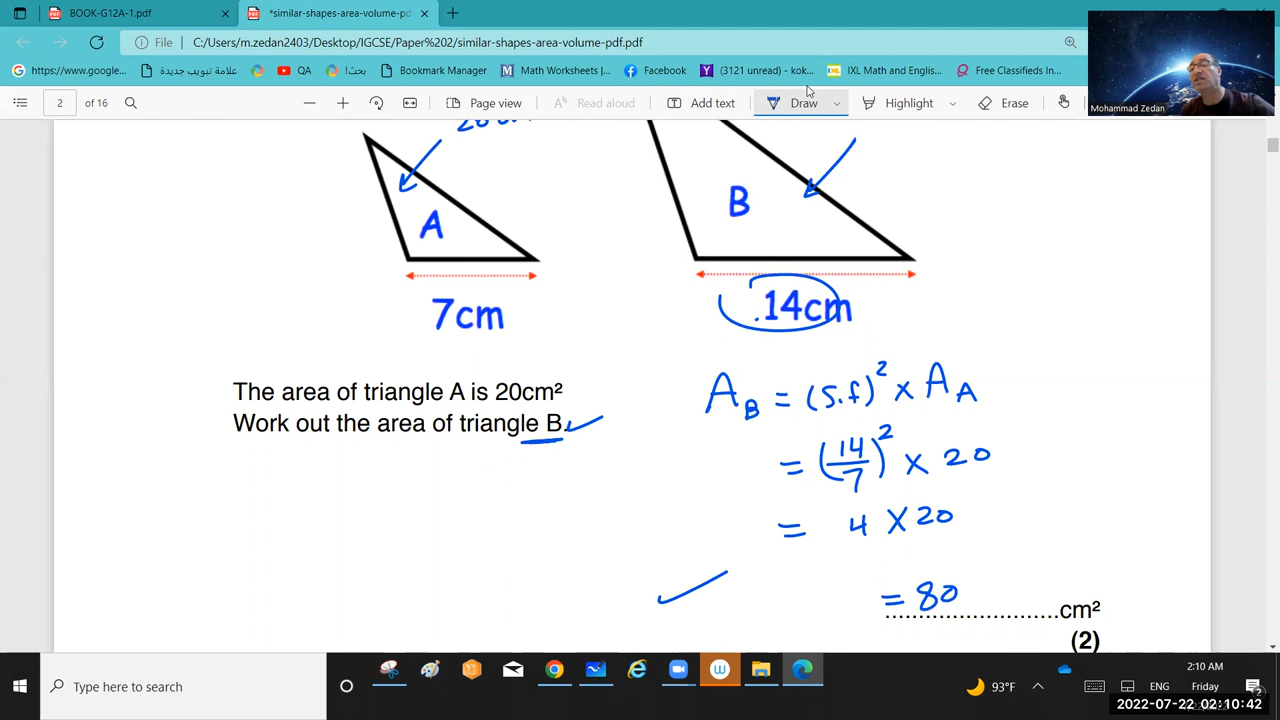 BOOK-G12A-1.pdf
*similar-shapes-area-volume-pd
File C:/Users/m.zedan2403/Desktop/IGCSE/Paper%202/similar-shapes-area-volume-pdf.pdf
https://www.google... علامة تبويب جديدة QA بحث! Bookmark Manager Math Worksheets |... Facebook (3121 unread) - kok... IXL Math and Englis... Free Classifieds In...
2 of 16 Page view Read aloud Add text Draw Highlight Erase
Mohammad Zedan
A
B
7cm
.14cm
The area of triangle A is 20cm²
Work out the area of triangle B.
A_B = (S.f)² × A_A
= (14/7)² × 20
= 4 × 20
= 80
cm²
(2)
Type here to search
93°F
ENG
2:10 AM
Friday
2022-07-22 02:10:42